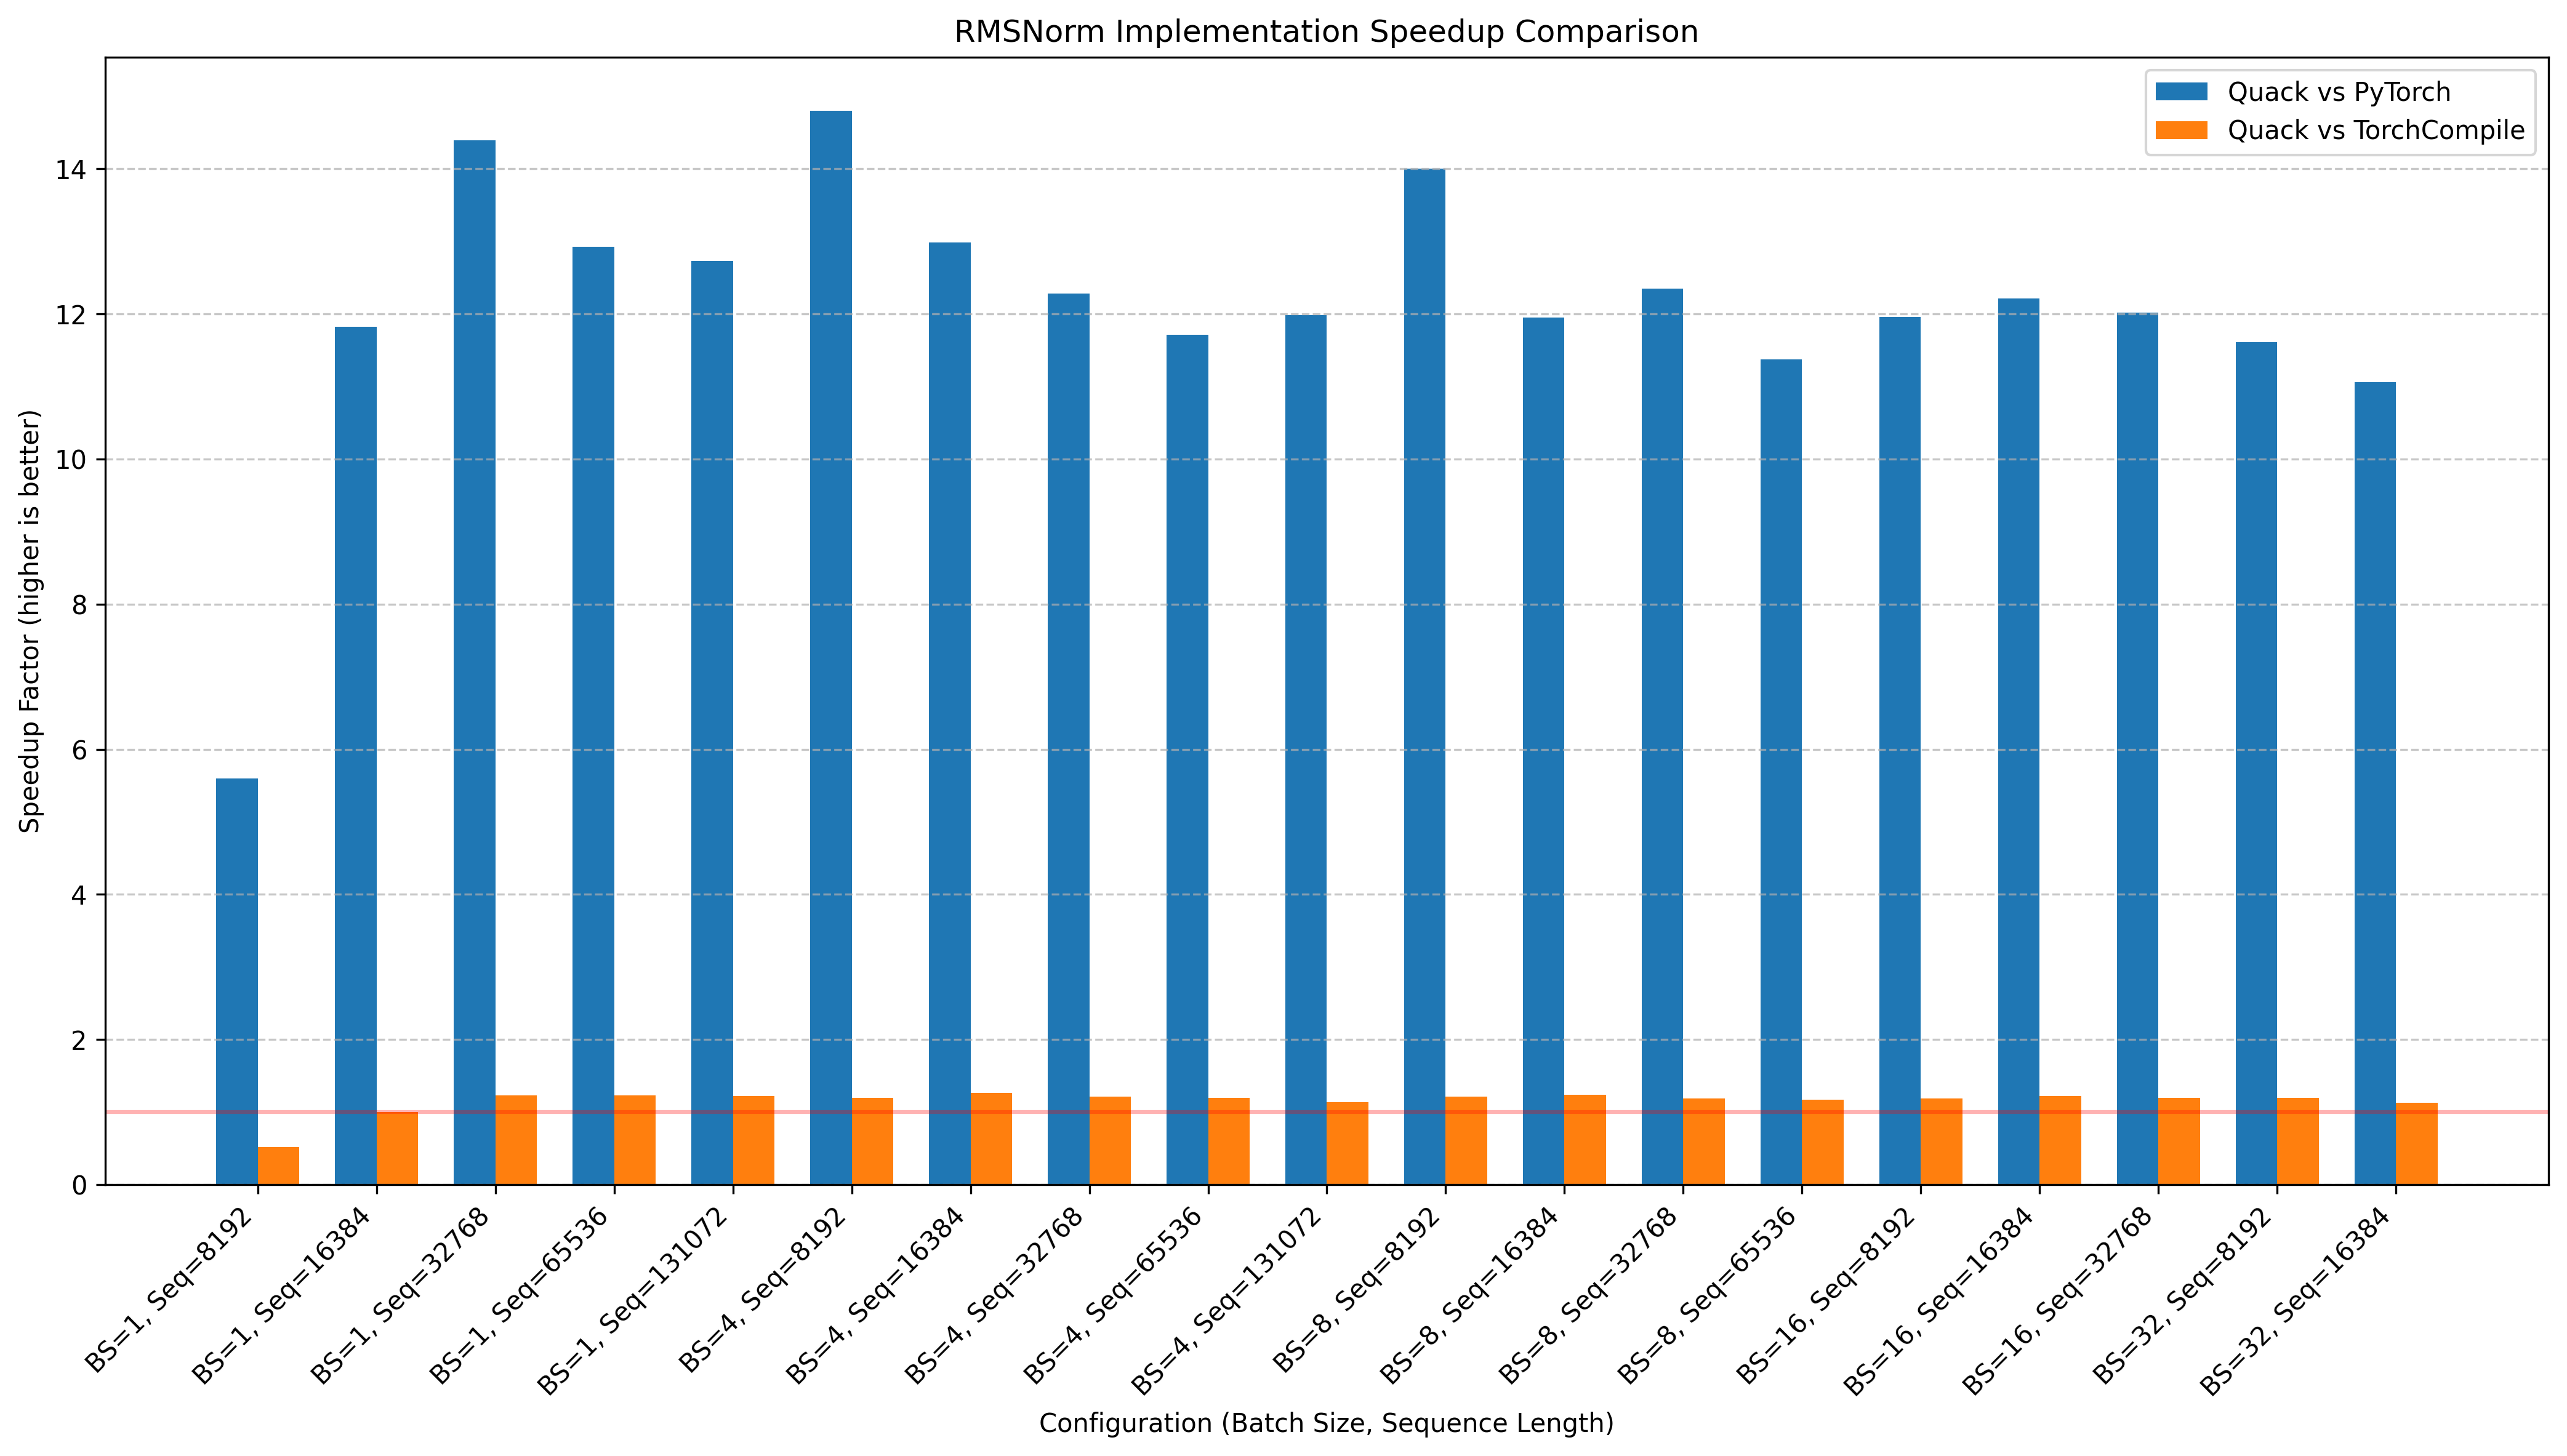 RMSNorm Implementation Speedup Comparison
Quack vs PyTorch
Quack vs TorchCompile
Speedup Factor (higher is better)
14
12
10
8
6
4
2
0
BS=1, Seq=8192
BS=1, Seq=16384
BS=1, Seq=32768
BS=1, Seq=65536
BS=1, Seq=131072
BS=4, Seq=8192
BS=4, Seq=16384
BS=4, Seq=32768
BS=4, Seq=65536
BS=4, Seq=131072
BS=8, Seq=8192
BS=8, Seq=16384
BS=8, Seq=32768
BS=8, Seq=65536
BS=16, Seq=8192
BS=16, Seq=16384
BS=16, Seq=32768
BS=32, Seq=8192
BS=32, Seq=16384
Configuration (Batch Size, Sequence Length)